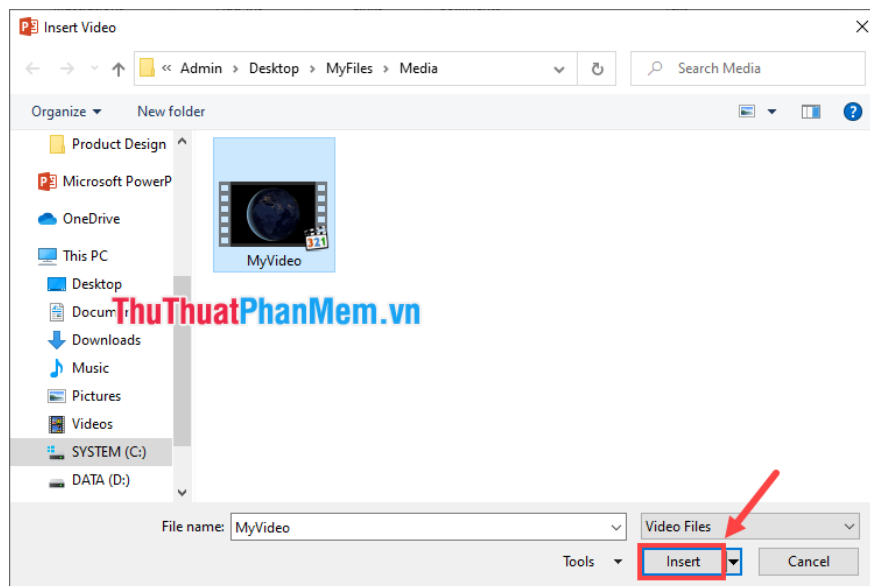 Insert Video
« Admin > Desktop > MyFiles > Media
Search Media
Organize
New folder
Product Design
Microsoft PowerP
OneDrive
This PC
Desktop
Docum
Downloads
Music
Pictures
Videos
SYSTEM (C:)
DATA (D:)
321
MyVideo
ThuThuatPhanMem.vn
File name: MyVideo
Video Files
Tools
Insert
Cancel